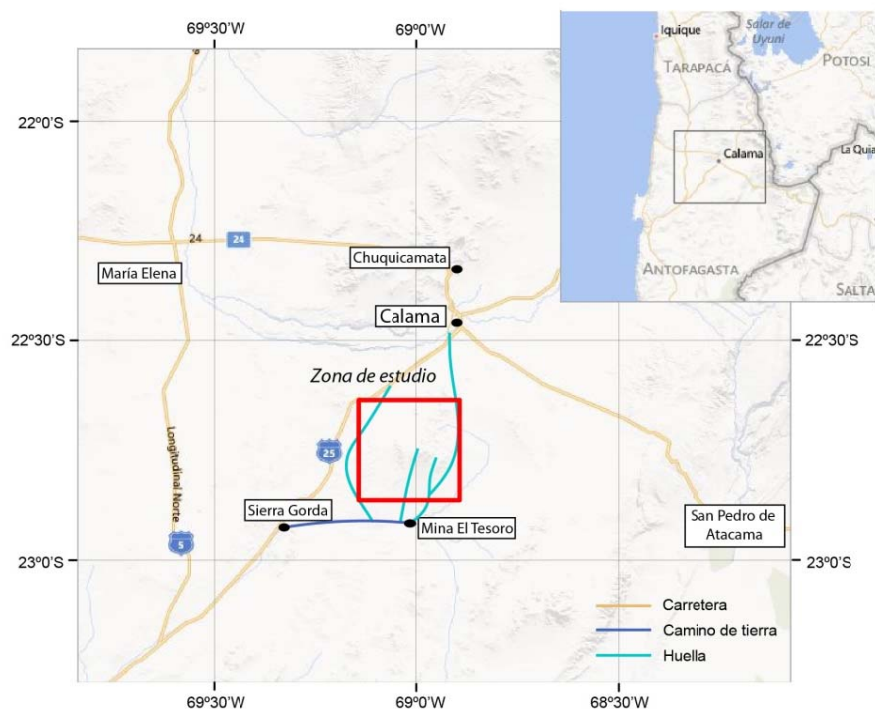 69º30'W
69º0'W
Salar de
Uyuni
Iquique
TARAPACÁ
POTOSI
22º0'S
Calama
La Quia
24
24
Chuquicamata
María Elena
ANTOFAGASTA
SALTA
Calama
22º30'S
22º30'S
Zona de estudio
Longitudinal Norte
25
Sierra Gorda
Mina El Tesoro
San Pedro de
Atacama
5
23º0'S
23º0'S
Carretera
Camino de tierra
Huella
69º30'W
69º0'W
68º30'W